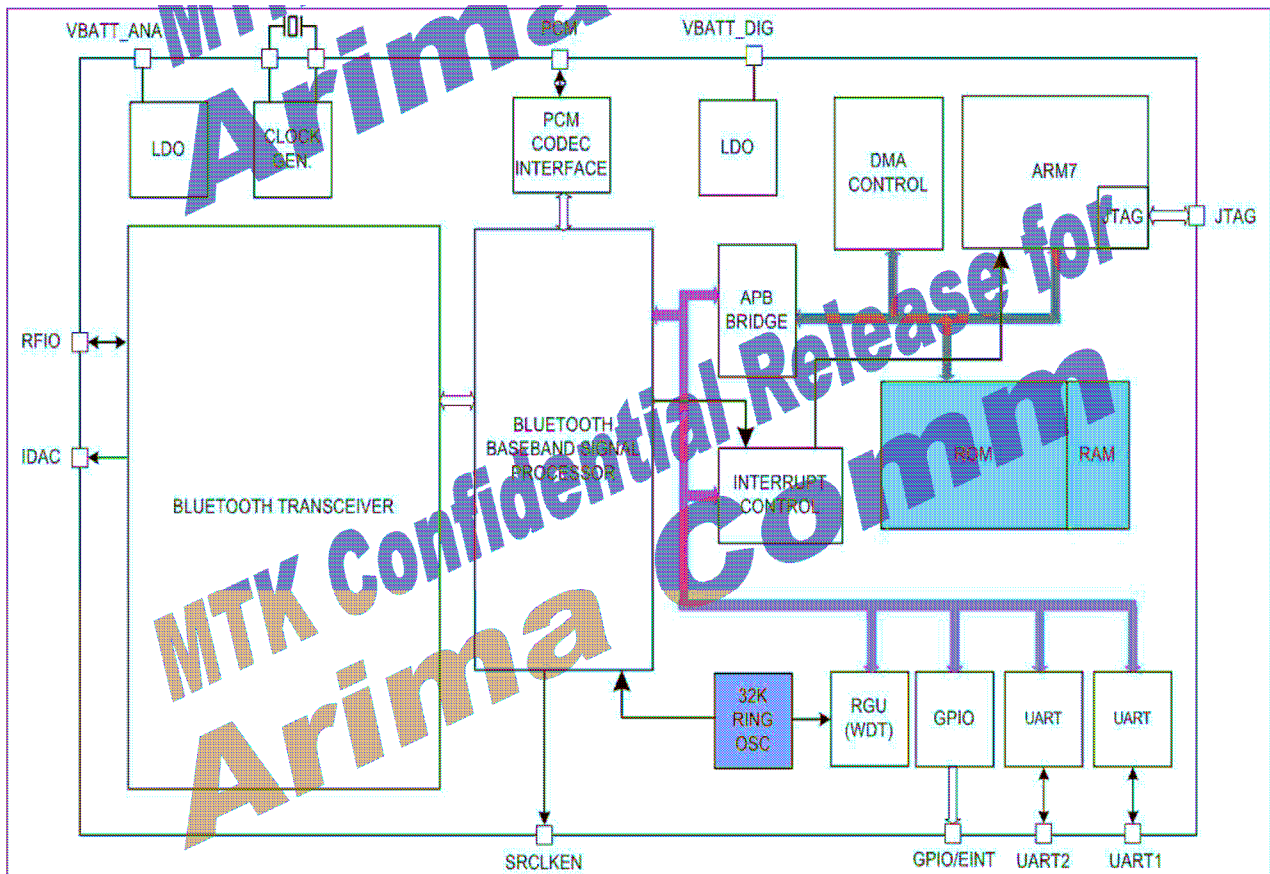 VBATT_ANA
PCM
VBATT_DIG
LDO
CLOCK
GEN.
PCM
CODEC
INTERFACE
LDO
DMA
CONTROL
ARM7
JTAG
JTAG
APB
BRIDGE
RFIO
IDAC
BLUETOOTH TRANSCEIVER
BLUETOOTH
BASEBAND SIGNAL
PROCESSOR
INTERRUPT
CONTROL
ROM
RAM
32K
RING
OSC
RGU
(WDT)
GPIO
UART
UART
SRCLKEN
GPIO/EINT
UART2
UART1
MTK
Arima
MTK Confidential Release for
Arima Comm